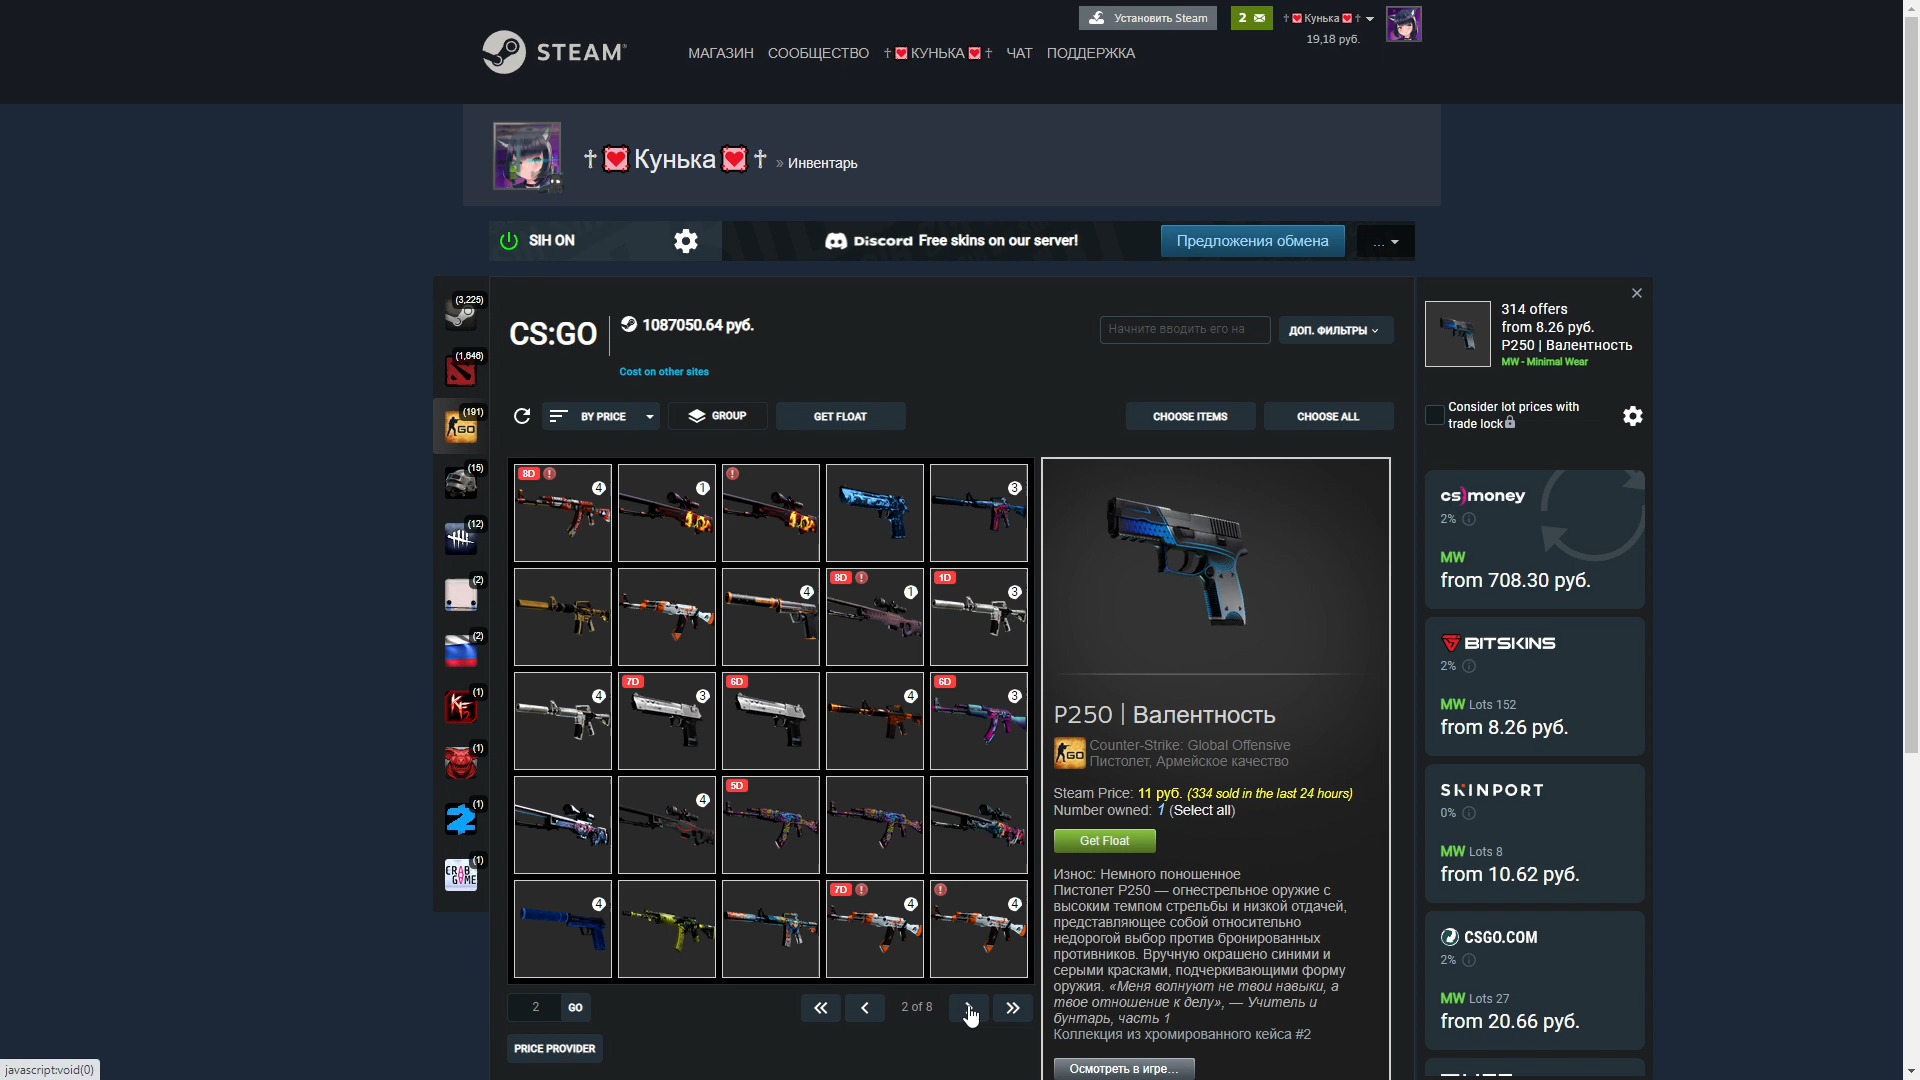 Установить Steam
2
† Кунька †
19,18 руб.
STEAM
МАГАЗИН СООБЩЕСТВО † КУНЬКА † ЧАТ ПОДДЕРЖКА
† Кунька † » Инвентарь
SIH ON
Discord Free skins on our server!
Предложения обмена
...
(3,225)
(1,646)
(191)
GO
(15)
(12)
(2)
(2)
(1)
(1)
(1)
(1)
CRAB
GAME
CS:GO
1087050.64 руб.
Cost on other sites
Начните вводить его на
ДОП. ФИЛЬТРЫ
BY PRICE
GROUP
GET FLOAT
CHOOSE ITEMS
CHOOSE ALL
8D ! 4
1
!
3
4
8D ! 1
1D 3
4
7D 3
6D
4
6D 3
4
5D
4
7D ! 4
! 4
2
GO
2 of 8
PRICE PROVIDER
P250 | Валентность
GO
Counter-Strike: Global Offensive
Пистолет, Армейское качество
Steam Price: 11 руб. (334 sold in the last 24 hours)
Number owned: 1 (Select all)
Get Float
Износ: Немного поношенное
Пистолет P250 — огнестрельное оружие с
высоким темпом стрельбы и низкой отдачей,
представляющее собой относительно
недорогой выбор против бронированных
противников. Вручную окрашено синими и
серыми красками, подчеркивающими форму
оружия. «Меня волнуют не твои навыки, а
твое отношение к делу», — Учитель и
бунтарь, часть 1
Коллекция из хромированного кейса #2
Осмотреть в игре...
314 offers
from 8.26 руб.
P250 | Валентность
MW - Minimal Wear
Consider lot prices with
trade lock
cs money
2%
MW
from 708.30 руб.
BITSKINS
2%
MW Lots 152
from 8.26 руб.
SKINPORT
0%
MW Lots 8
from 10.62 руб.
CSGO.COM
2%
MW Lots 27
from 20.66 руб.
javascript:void(0)